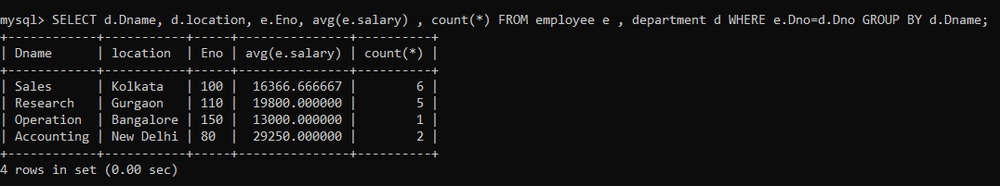 mysql> SELECT d.Dname, d.location, e.Eno, avg(e.salary) , count(*) FROM employee e , department d WHERE e.Dno=d.Dno GROUP BY d.Dname;
+------------+-----------+-----+---------------+----------+
| Dname      | location  | Eno | avg(e.salary) | count(*) |
+------------+-----------+-----+---------------+----------+
| Sales      | Kolkata   | 100 |  16366.666667 |        6 |
| Research   | Gurgaon   | 110 |  19800.000000 |        5 |
| Operation  | Bangalore | 150 |  13000.000000 |        1 |
| Accounting | New Delhi | 80  |  29250.000000 |        2 |
+------------+-----------+-----+---------------+----------+
4 rows in set (0.00 sec)